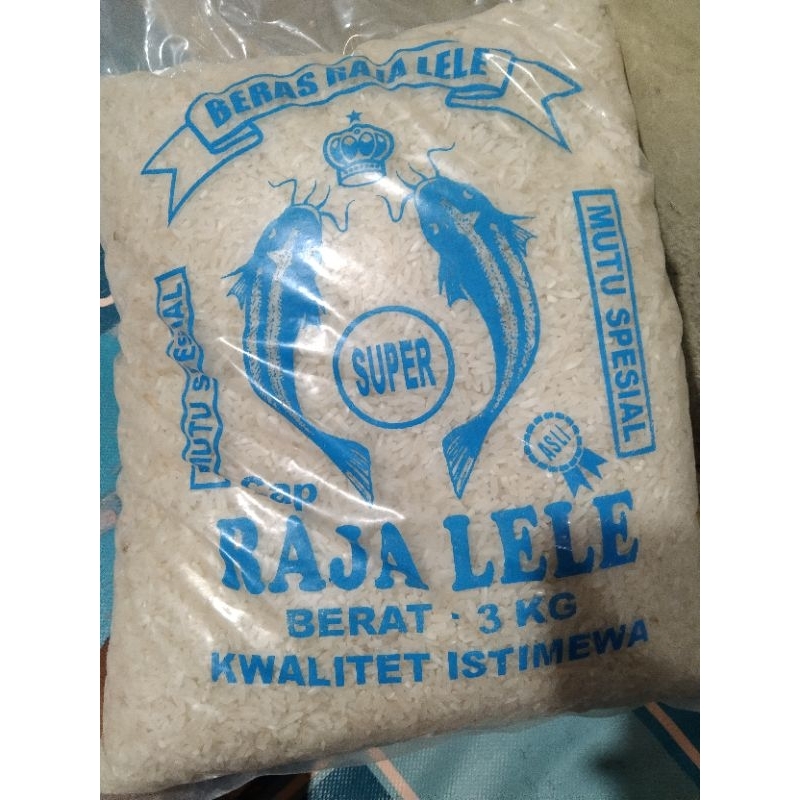 BERAS RAJA LELE
MUTU SPESIAL
MUTU SPESIAL
SUPER
ASLI
Cap
RAJA LELE
BERAT · 3 KG
KWALITET ISTIMEWA